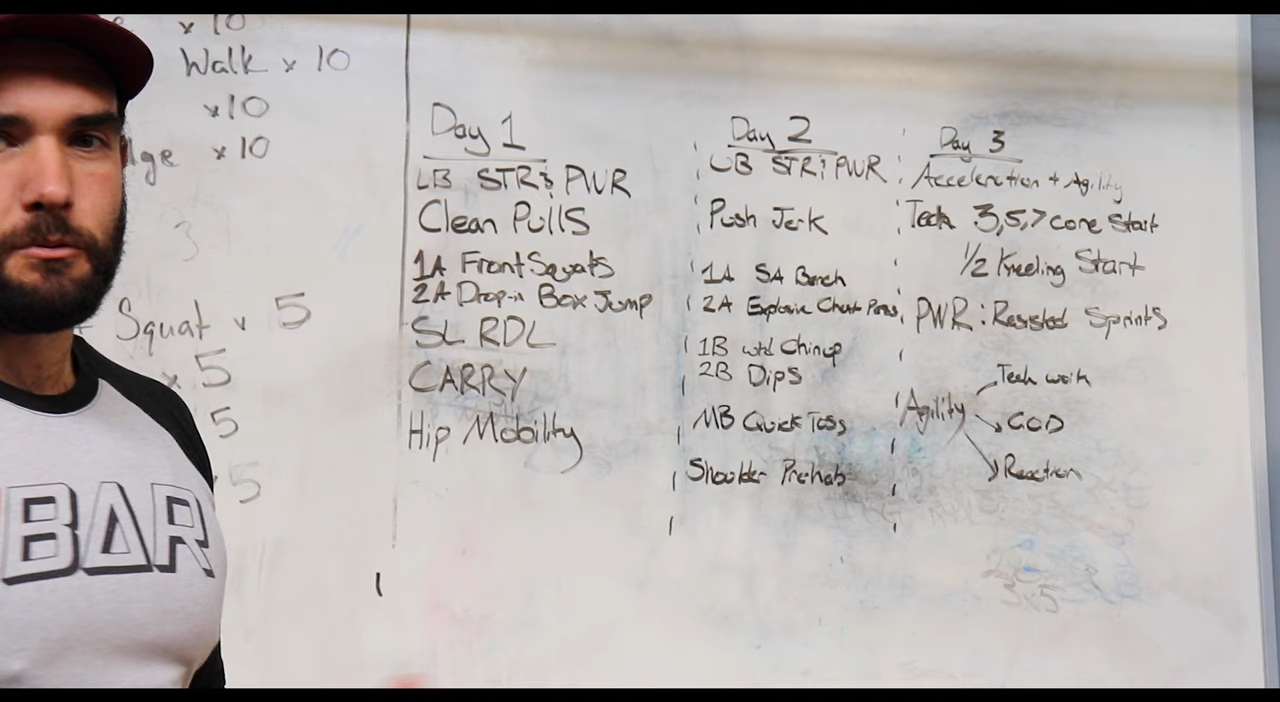 x 10
Walk x 10
x10
x10
3
Squat x 5
x 5
5
5
BAR
Day 1
LB STR & PWR
Clean Pulls
1A Front Squats
2A Drop-in Box Jump
SL RDL
CARRY
Hip Mobility
Day 2
UB STR & PWR
Push Jerk
1A SA Bench
2A Explosive Chest Pass
1B wtd Chinup
2B Dips
MB Quick Toss
Shoulder Prehab
Day 3
Acceleration + Agility
Tech 3,5,7 cone Start
1/2 Kneeling Start
PWR: Resisted Sprints
Agility
Tech work
COD
Reaction
3x5